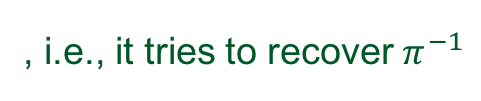 , i.e., it tries to recover π⁻¹